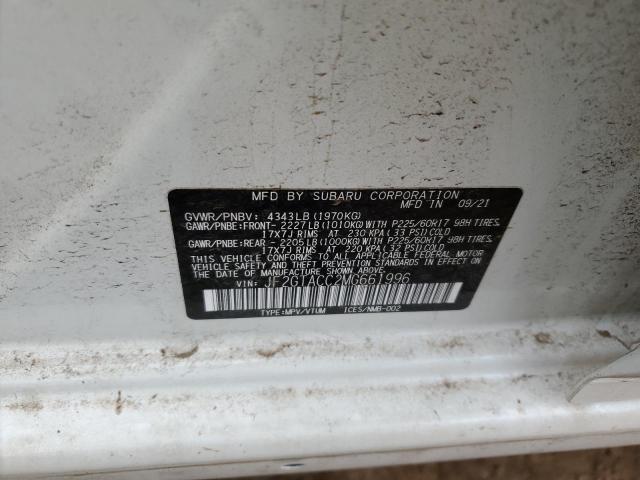 MFD BY SUBARU CORPORATION
MFD IN 09/21
GVWR/PNBV: 4343LB (1970KG)
GAWR/PNBE:FRONT- 2227LB(1010KG) WITH P225/60R17 98H TIRES,
17X7J RIMS AT 230 KPA(33 PSI)COLD
GAWR/PNBE:REAR - 2205LB(1000KG) WITH P225/60R17 98H TIRES,
17X7J RIMS AT 220 KPA(32 PSI)COLD
THIS VEHICLE CONFORMS TO ALL APPLICABLE FEDERAL MOTOR
VEHICLE SAFETY AND THEFT PREVENTION STANDARDS IN EFFECT
ON THE DATE OF MANUFACTURE SHOWN ABOVE.
VIN: JF2GTACC2MG661996
TYPE:MPV/VTUM ICES/NMB-002